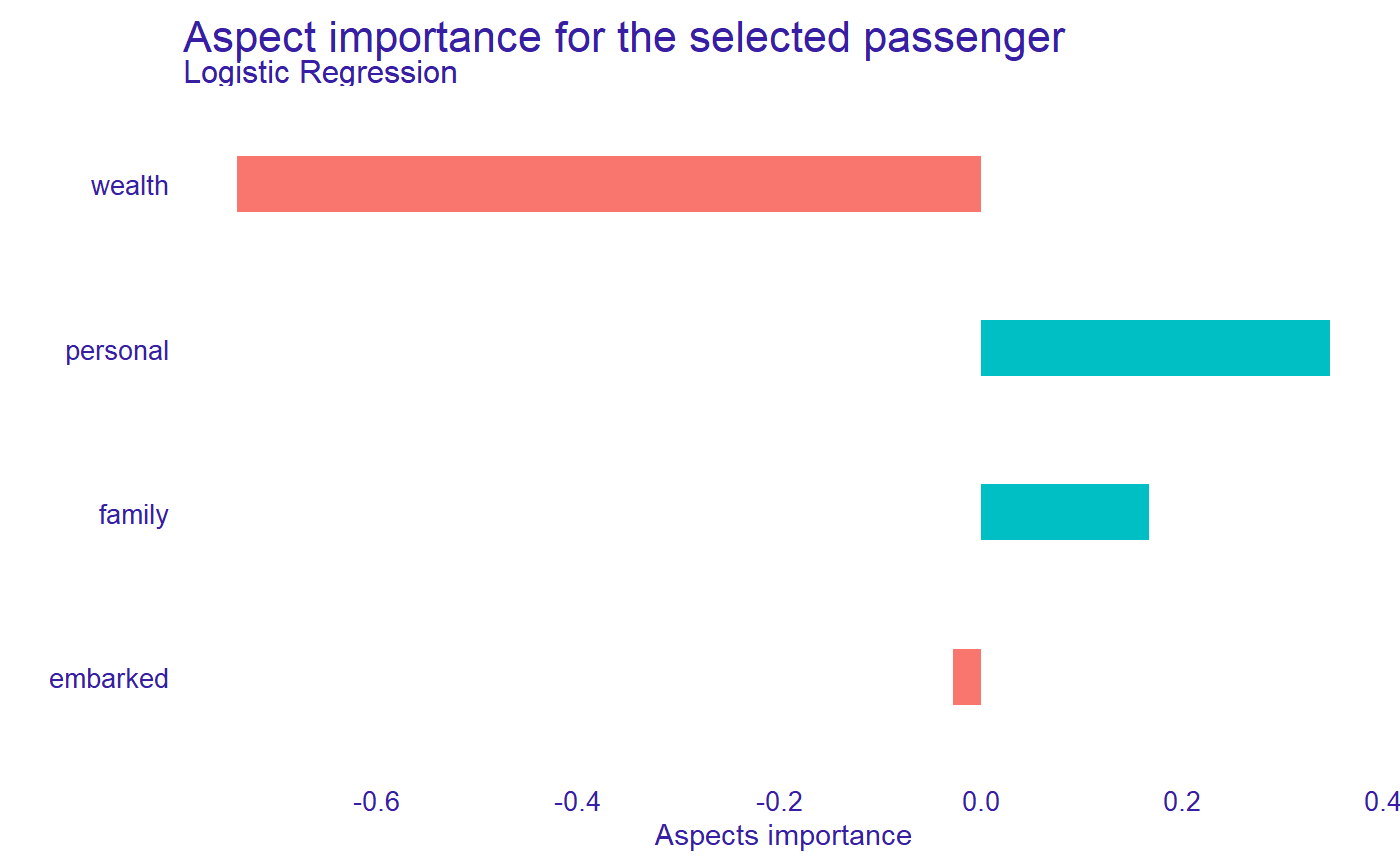 Aspect importance for the selected passenger
Logistic Regression
wealth
personal
family
embarked
-0.6 -0.4 -0.2 0.0 0.2 0.4
Aspects importance